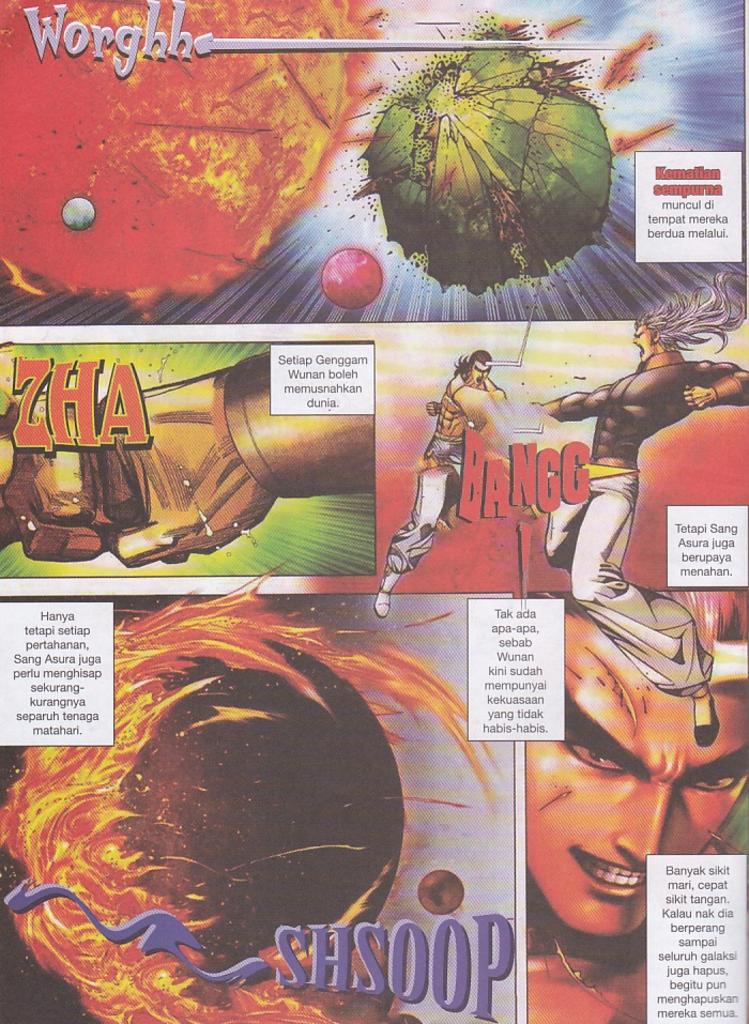 Worghh
Kematian
sempurna
muncul di
tempat mereka
berdua melalui.
ZHA
Setiap Genggam
Wunan boleh
memusnahkan
dunia.
BANGG
Tetapi Sang
Asura juga
berupaya
menahan.
Hanya
tetapi setiap
pertahanan,
Sang Asura juga
perlu menghisap
sekurang-
kurangnya
separuh tenaga
matahari.
Tak ada
apa-apa,
sebab
Wunan
kini sudah
mempunyai
kekuasaan
yang tidak
habis-habis.
SHSOOP
Banyak sikit
mari, cepat
sikit tangan.
Kalau nak dia
berperang
sampai
seluruh galaksi
juga hapus,
begitu pun
menghapuskan
mereka semua.